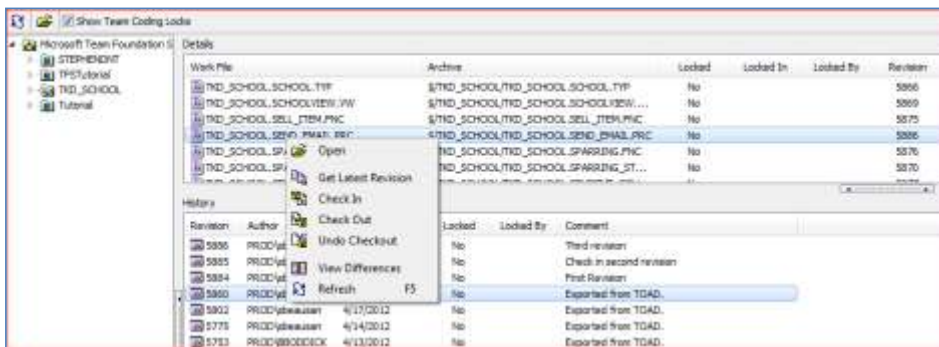 Show Team Coding Locks
Microsoft Team Foundation S
STEPHENDNT
TFSTutorial
TKD_SCHOOL
Tutorial
Details
Work File Archive Locked Locked In Locked By Revision
TKD_SCHOOL.SCHOOL.TYP $/TKD_SCHOOL/TKD_SCHOOL.SCHOOL.TYP No 5866
TKD_SCHOOL.SCHOOLVIEW.VW $/TKD_SCHOOL/TKD_SCHOOL.SCHOOLVIEW.... No 5869
TKD_SCHOOL.SELL_ITEM.FNC $/TKD_SCHOOL/TKD_SCHOOL.SELL_ITEM.FNC No 5875
TKD_SCHOOL.SEND_EMAIL.PRC $/TKD_SCHOOL/TKD_SCHOOL.SEND_EMAIL.PRC No 5886
TKD_SCHOOL.SPA TKD_SCHOOL/TKD_SCHOOL.SPARRING.FNC No 5876
TKD_SCHOOL.SPA TKD_SCHOOL/TKD_SCHOOL.SPARRING_ST... No 5870
Open
Get Latest Revision
Check In
Check Out
Undo Checkout
View Differences
Refresh F5
History
Revision Author Locked Locked By Comment
5886 No Third revision
5885 No Check in second revision
5884 No First Revision
5860 No Exported from TOAD.
5802 4/17/2012 No Exported from TOAD.
5775 4/14/2012 No Exported from TOAD.
5753 4/13/2012 No Exported from TOAD.